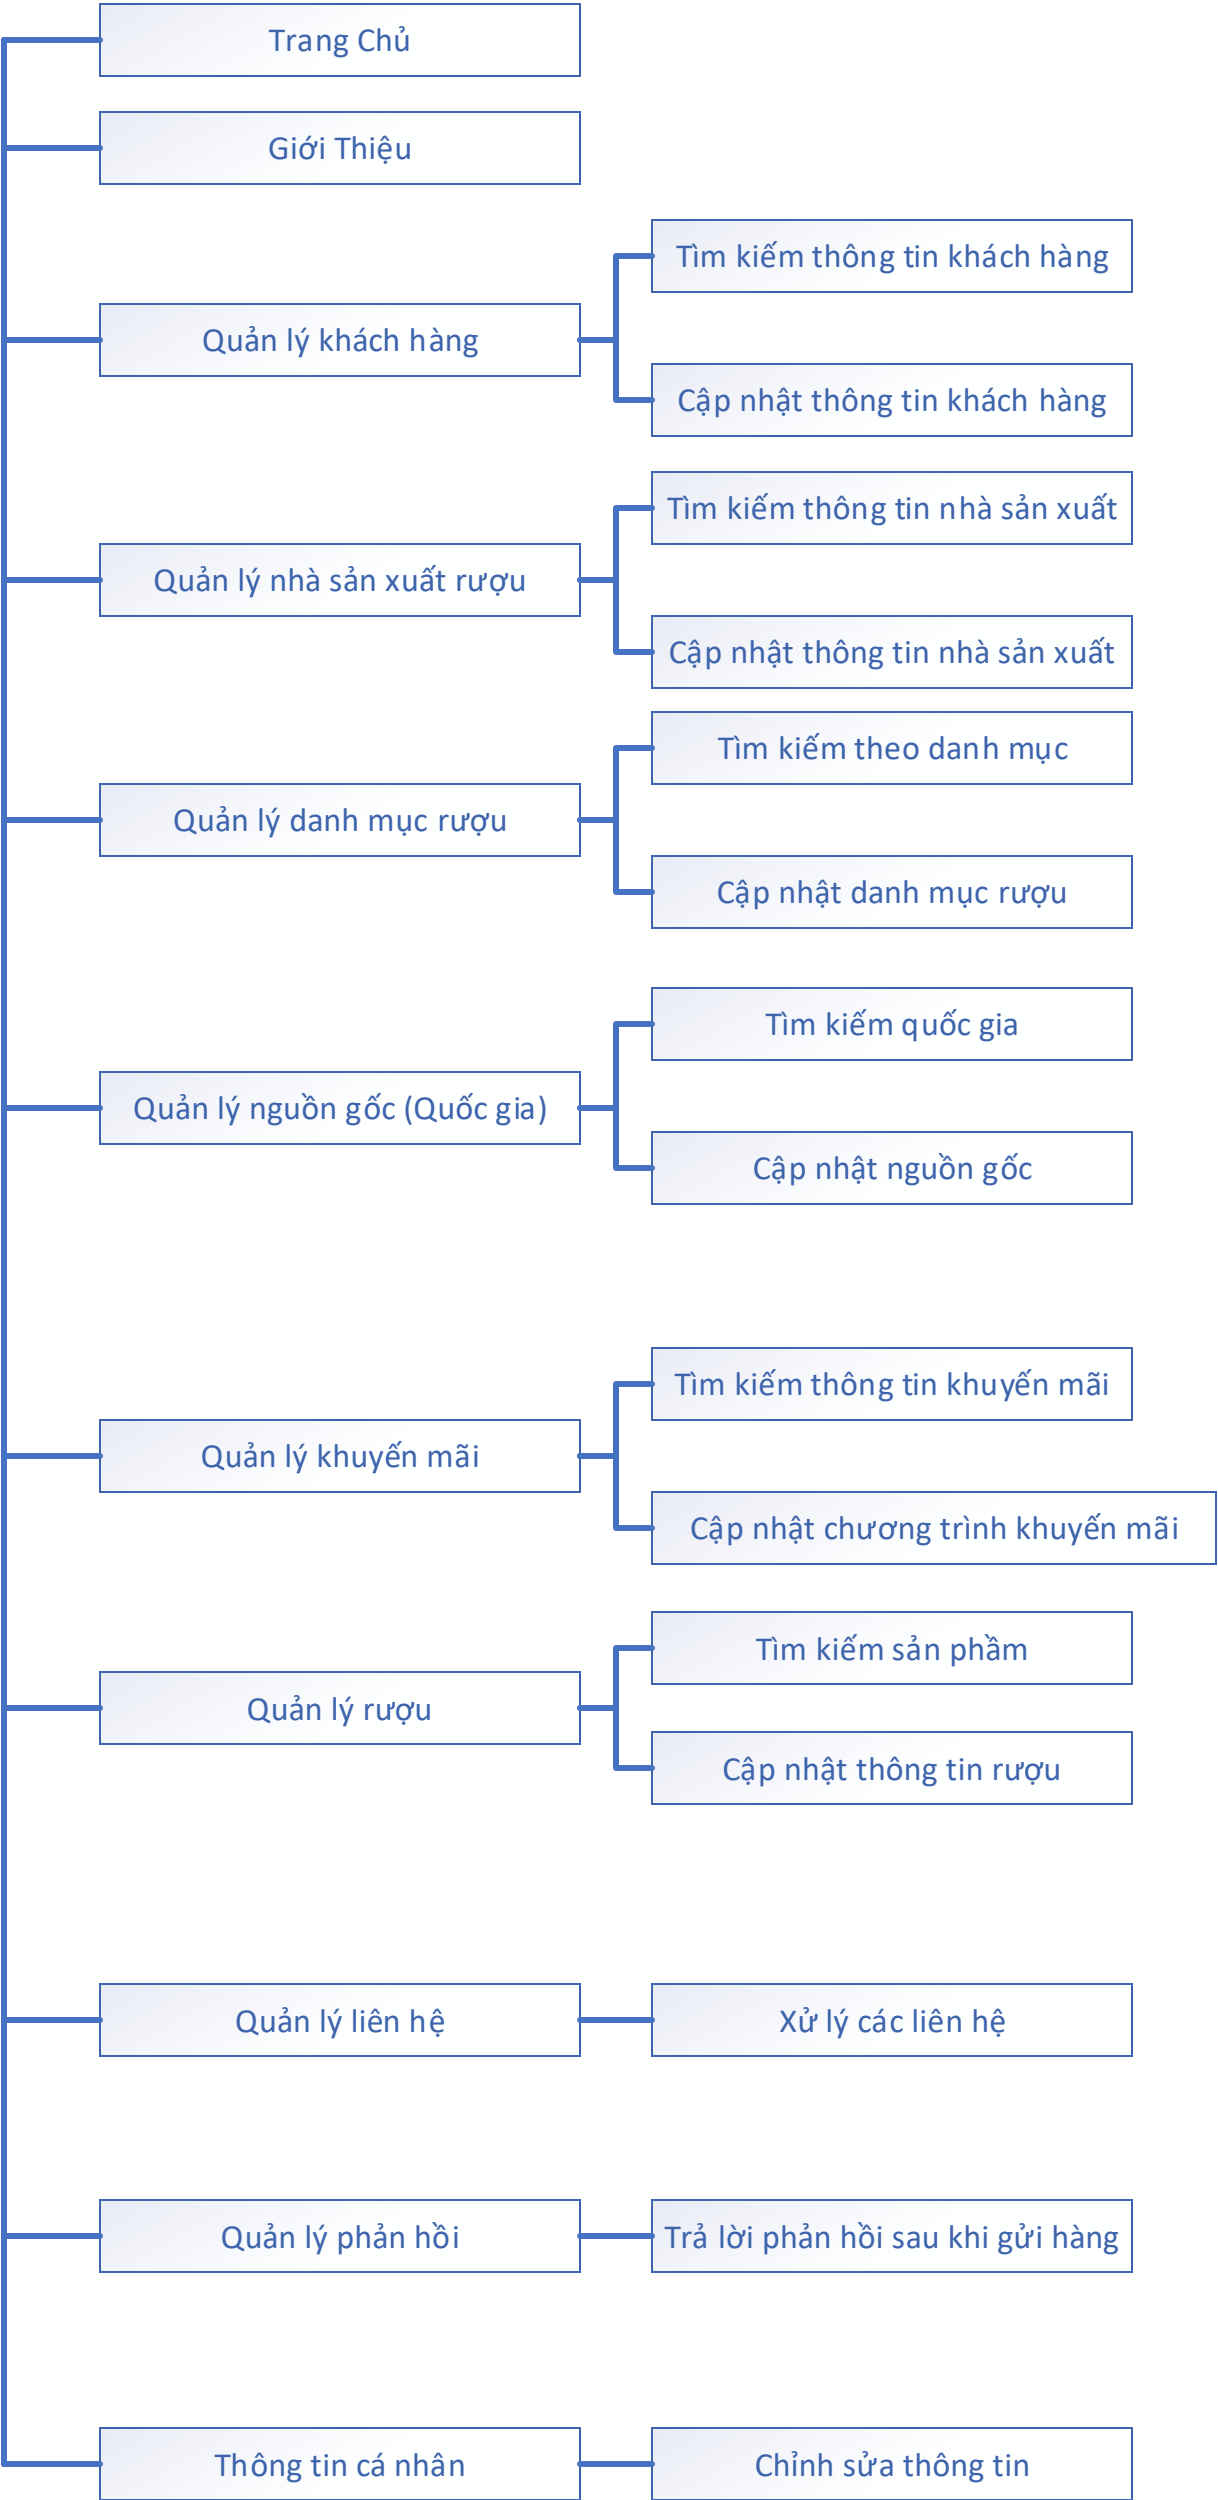 Trang Chủ
Giới Thiệu
Tìm kiếm thông tin khách hàng
Quản lý khách hàng
Cập nhật thông tin khách hàng
Tìm kiếm thông tin nhà sản xuất
Quản lý nhà sản xuất rượu
Cập nhật thông tin nhà sản xuất
Tìm kiếm theo danh mục
Quản lý danh mục rượu
Cập nhật danh mục rượu
Tìm kiếm quốc gia
Quản lý nguồn gốc (Quốc gia)
Cập nhật nguồn gốc
Tìm kiếm thông tin khuyến mãi
Quản lý khuyến mãi
Cập nhật chương trình khuyến mãi
Tìm kiếm sản phầm
Quản lý rượu
Cập nhật thông tin rượu
Quản lý liên hệ
Xử lý các liên hệ
Quản lý phản hồi
Trả lời phản hồi sau khi gửi hàng
Thông tin cá nhân
Chỉnh sửa thông tin